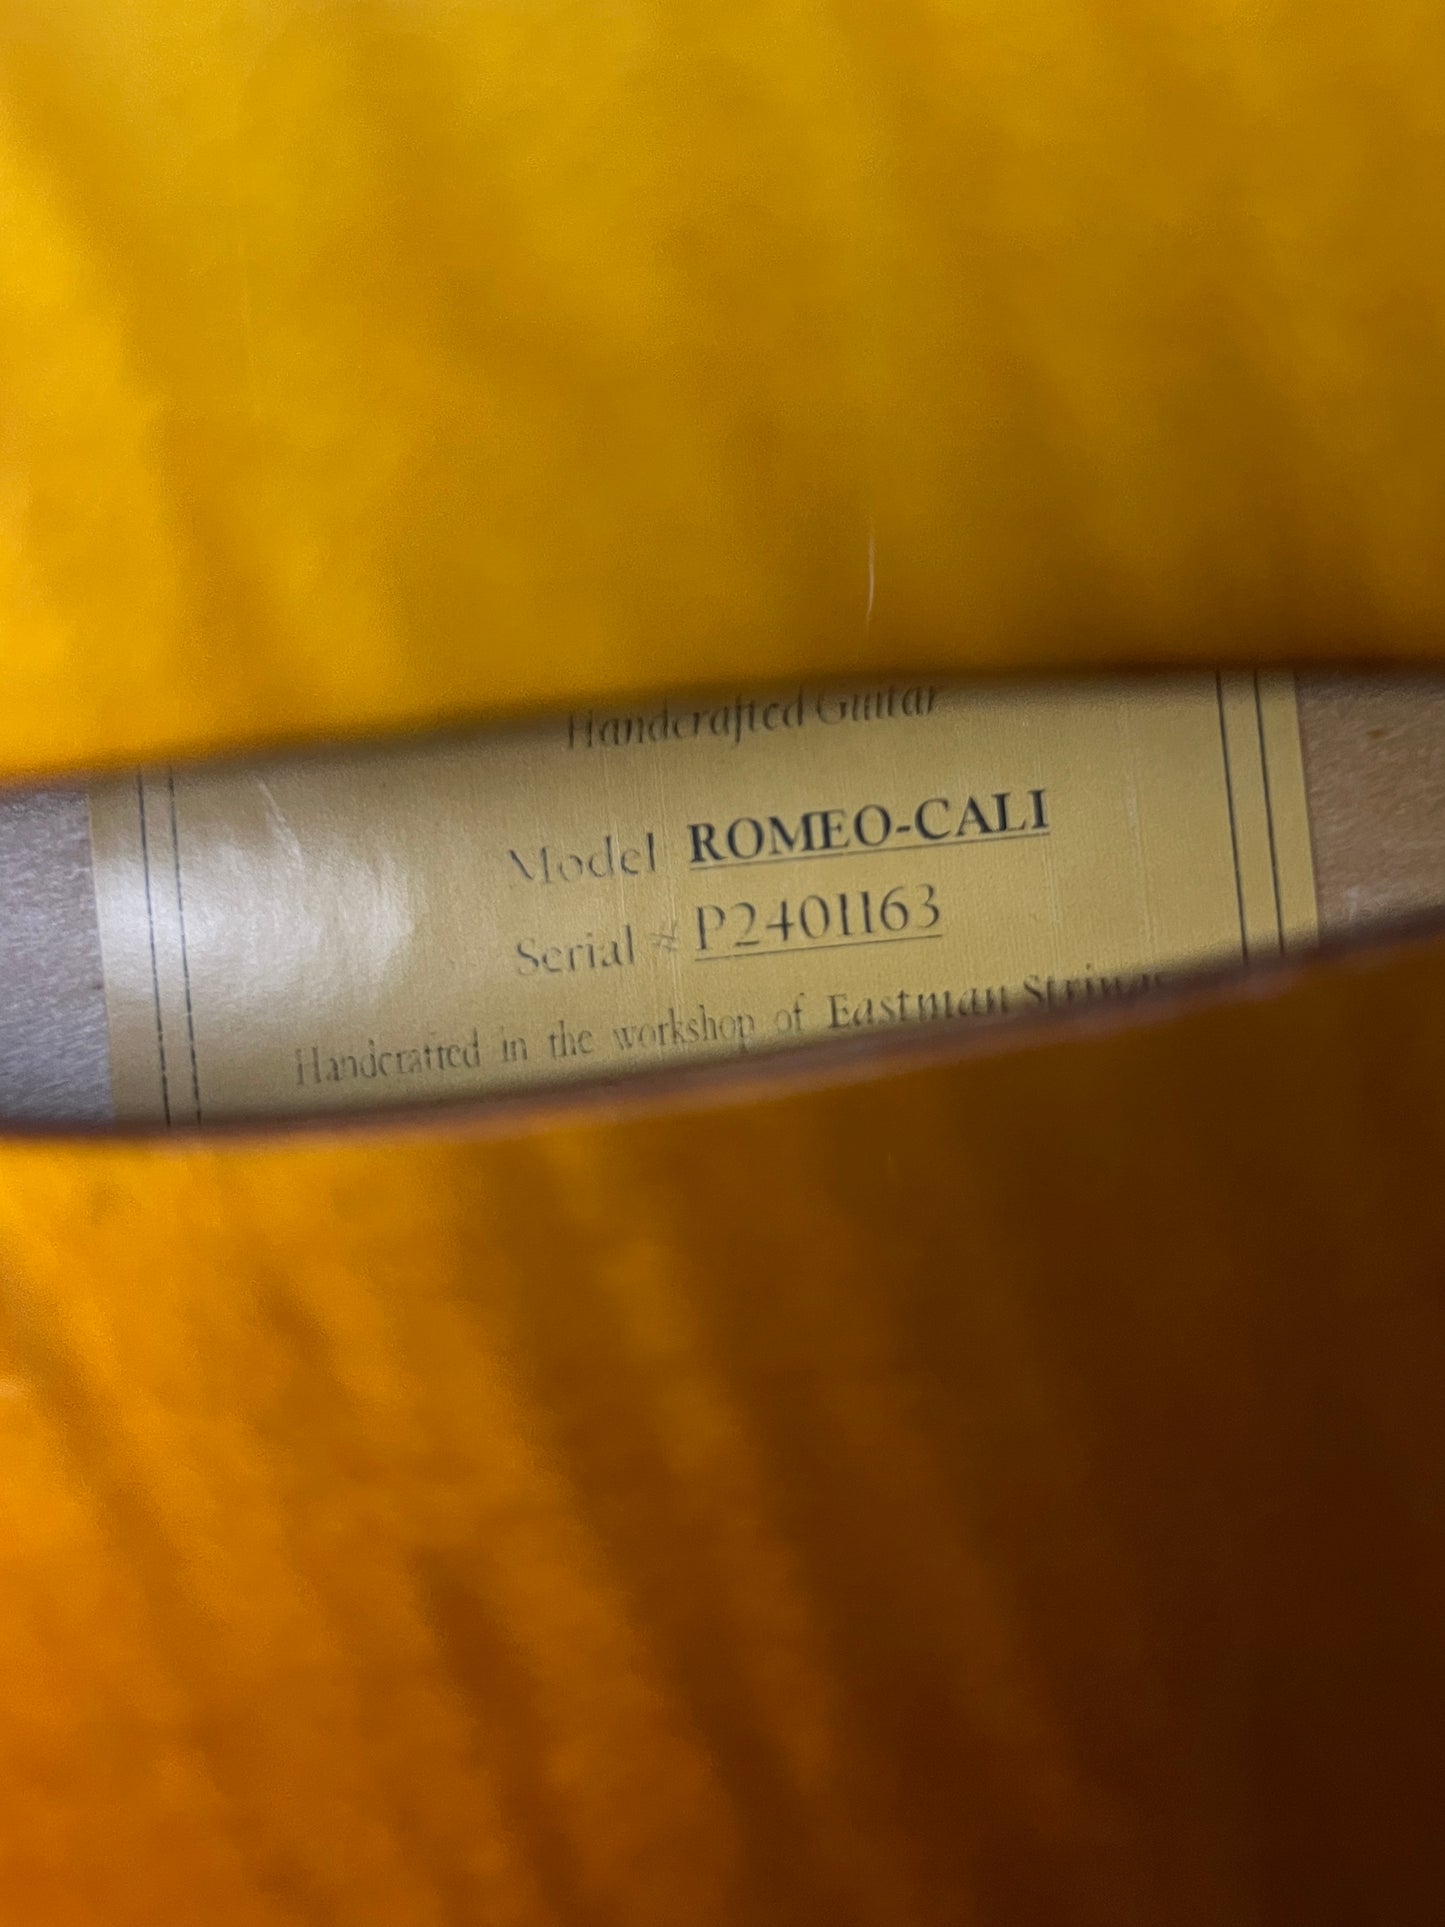 Handcrafted Guitar
Model ROMEO-CALI
Serial # P2401163
Handcrafted in the workshop of Eastman Strings